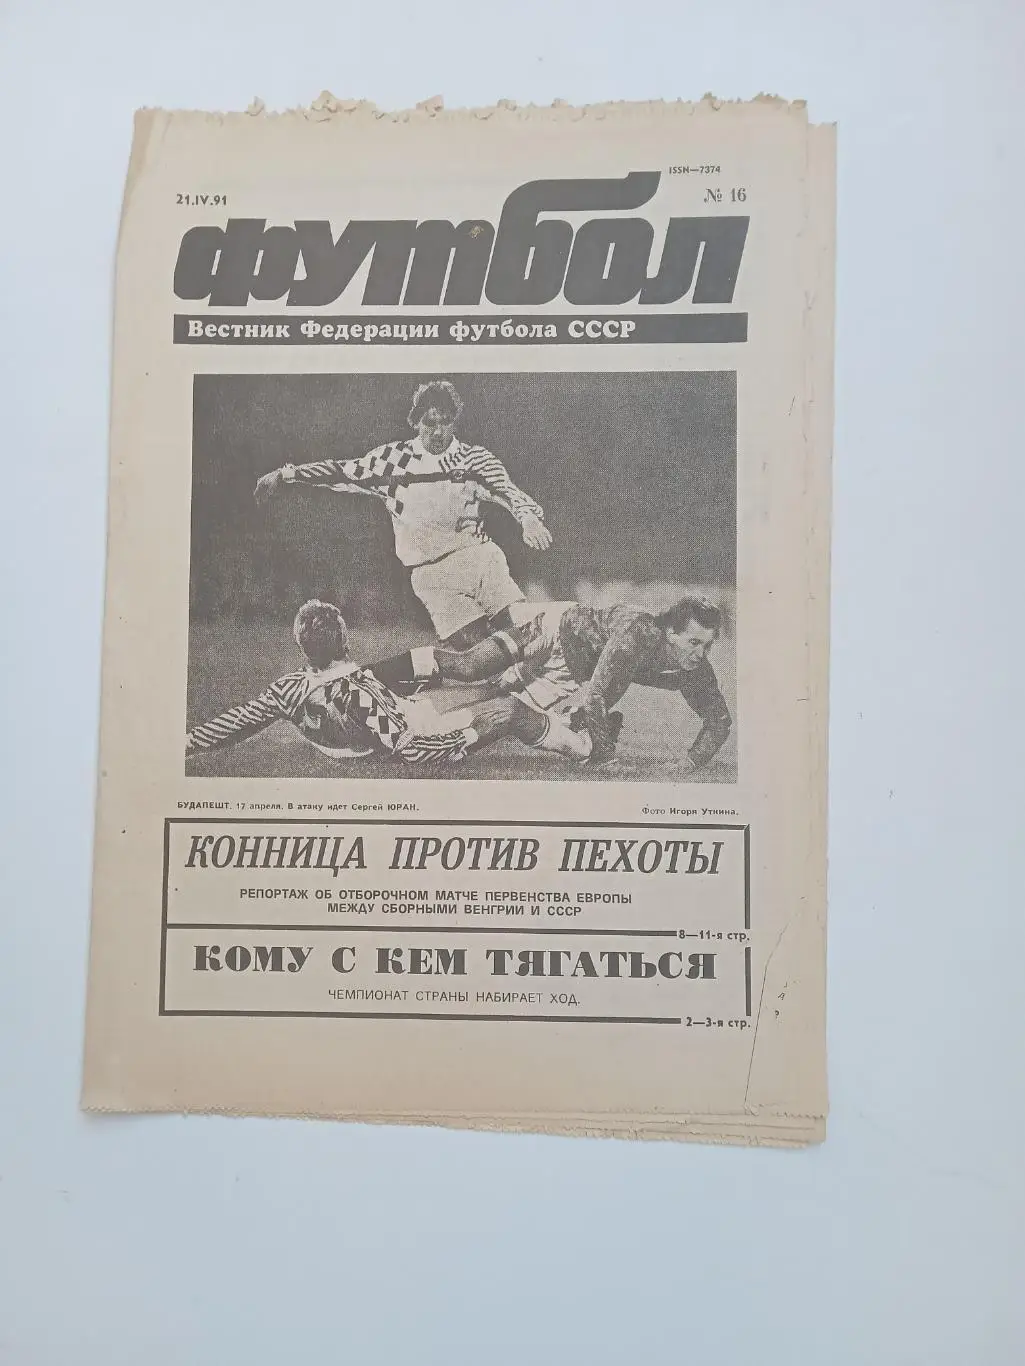 ISSN—7374
21.IV.91
№ 16
футбол
Вестник Федерации футбола СССР
БУДАПЕШТ. 17 апреля. В атаку идет Сергей ЮРАН.
Фото Игоря Уткина.
КОННИЦА ПРОТИВ ПЕХОТЫ
РЕПОРТАЖ ОБ ОТБОРОЧНОМ МАТЧЕ ПЕРВЕНСТВА ЕВРОПЫ
МЕЖДУ СБОРНЫМИ ВЕНГРИИ И СССР
8—11-я стр.
КОМУ С КЕМ ТЯГАТЬСЯ
ЧЕМПИОНАТ СТРАНЫ НАБИРАЕТ ХОД.
2—3-я стр.